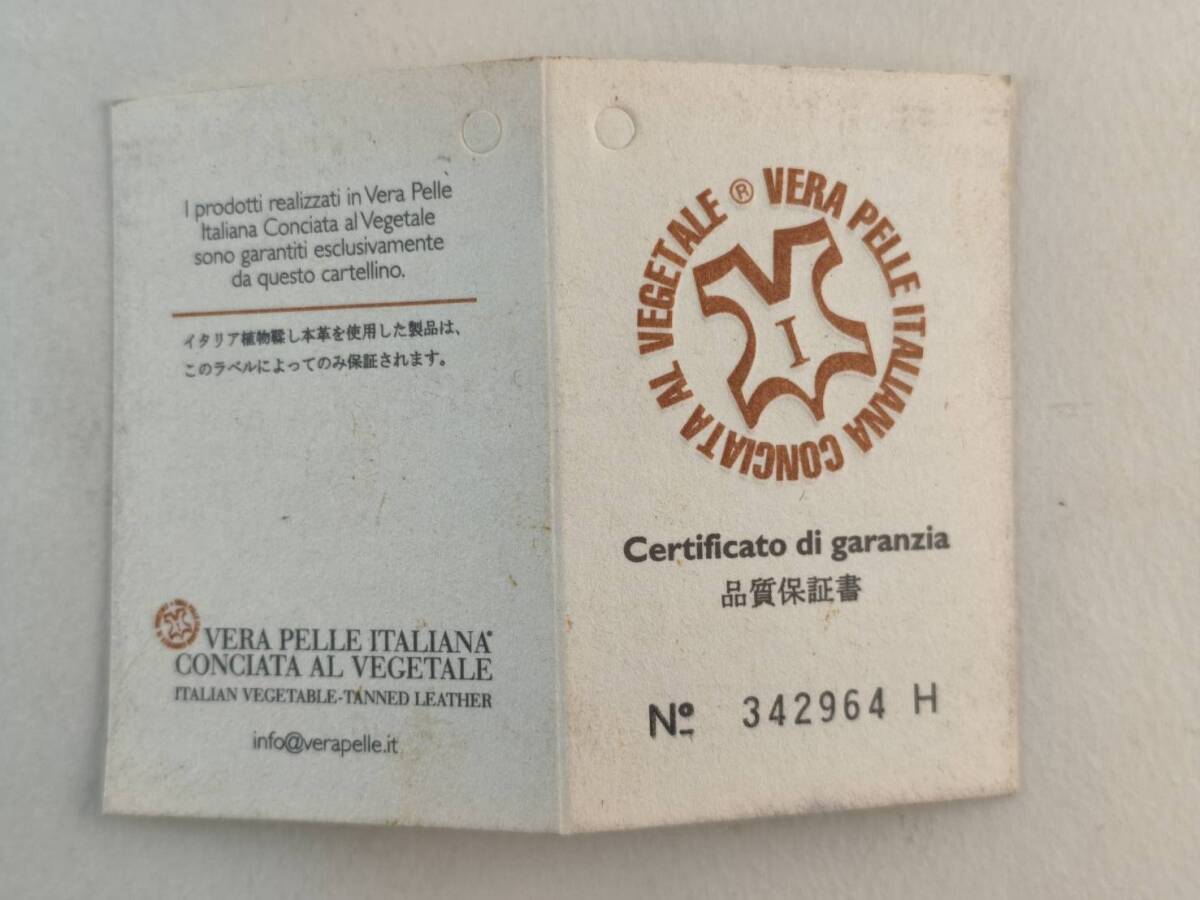 I prodotti realizzati in Vera Pelle
Italiana Conciata al Vegetale
sono garantiti esclusivamente
da questo cartellino.
イタリア植物鞣し本革を使用した製品は、
このラベルによってのみ保証されます。
VERA PELLE ITALIANA®
CONCIATA AL VEGETALE
ITALIAN VEGETABLE-TANNED LEATHER
info@verapelle.it
VERA PELLE ITALIANA CONCIATA AL VEGETALE ®
I
Certificato di garanzia
品質保証書
Nº 342964 H